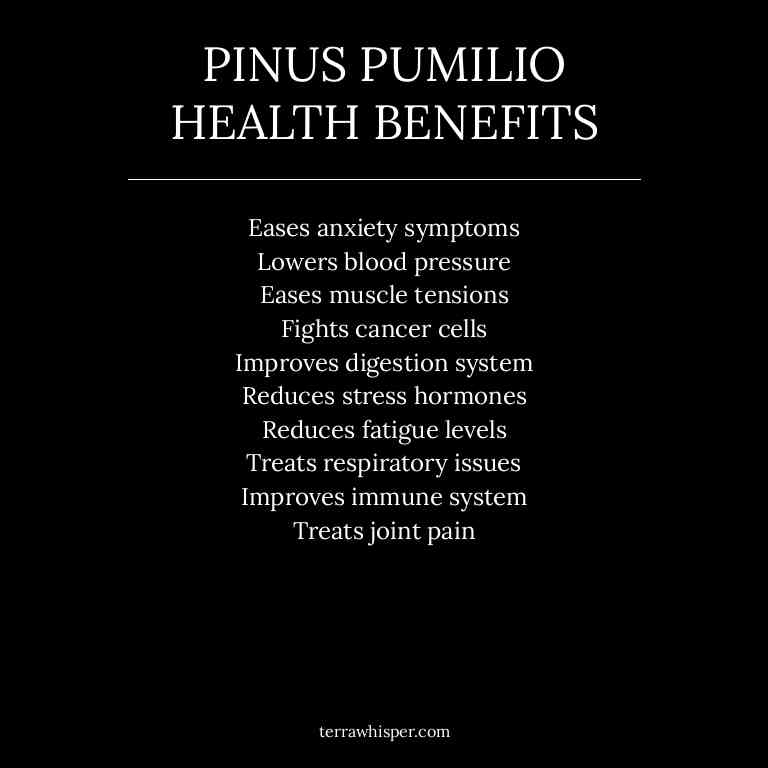 PINUS PUMILIO
HEALTH BENEFITS
Eases anxiety symptoms
Lowers blood pressure
Eases muscle tensions
Fights cancer cells
Improves digestion system
Reduces stress hormones
Reduces fatigue levels
Treats respiratory issues
Improves immune system
Treats joint pain
terrawhisper.com